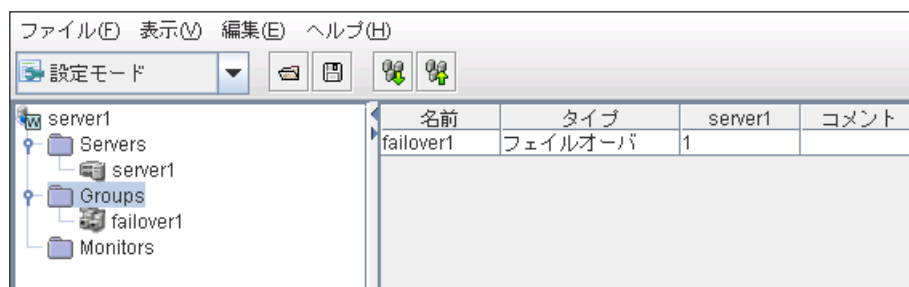 ファイル(F) 表示(V) 編集(E) ヘルプ(H)
設定モード
server1
Servers
server1
Groups
failover1
Monitors
名前 タイプ server1 コメント
failover1 フェイルオーバ 1